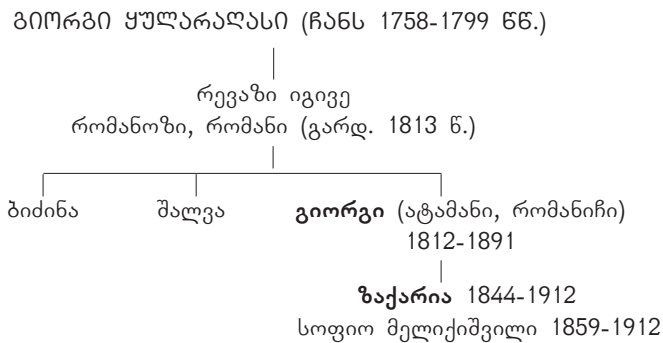 გიორგი ყულარაღასი (ჩანს 1758-1799 წწ.)
რევაზი იგივე
რომანოზი, რომანი (გარდ. 1813 წ.)
ბიძინა შალვა გიორგი (ატამანი, რომანიჩი)
1812-1891
ზაქარია 1844-1912
სოფიო მელიქიშვილი 1859-1912